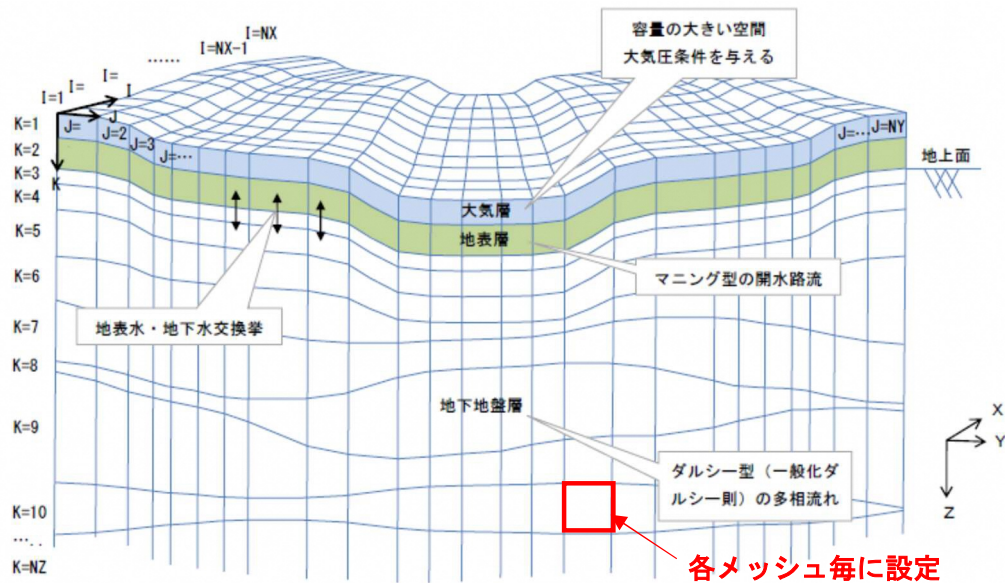 I=NX
I=NX-1
……
I=
I=
I=1
I
J
K
K=1
K=2
K=3
K=4
K=5
K=6
K=7
K=8
K=9
K=10
…..
K=NZ
J=
J=2
J=3
J=…
J=…
J=NY
容量の大きい空間
大気圧条件を与える
地上面
大気層
地表層
マニング型の開水路流
地表水・地下水交換挙
地下地盤層
ダルシー型（一般化ダ
ルシー則）の多相流れ
X
Y
Z
各メッシュ毎に設定